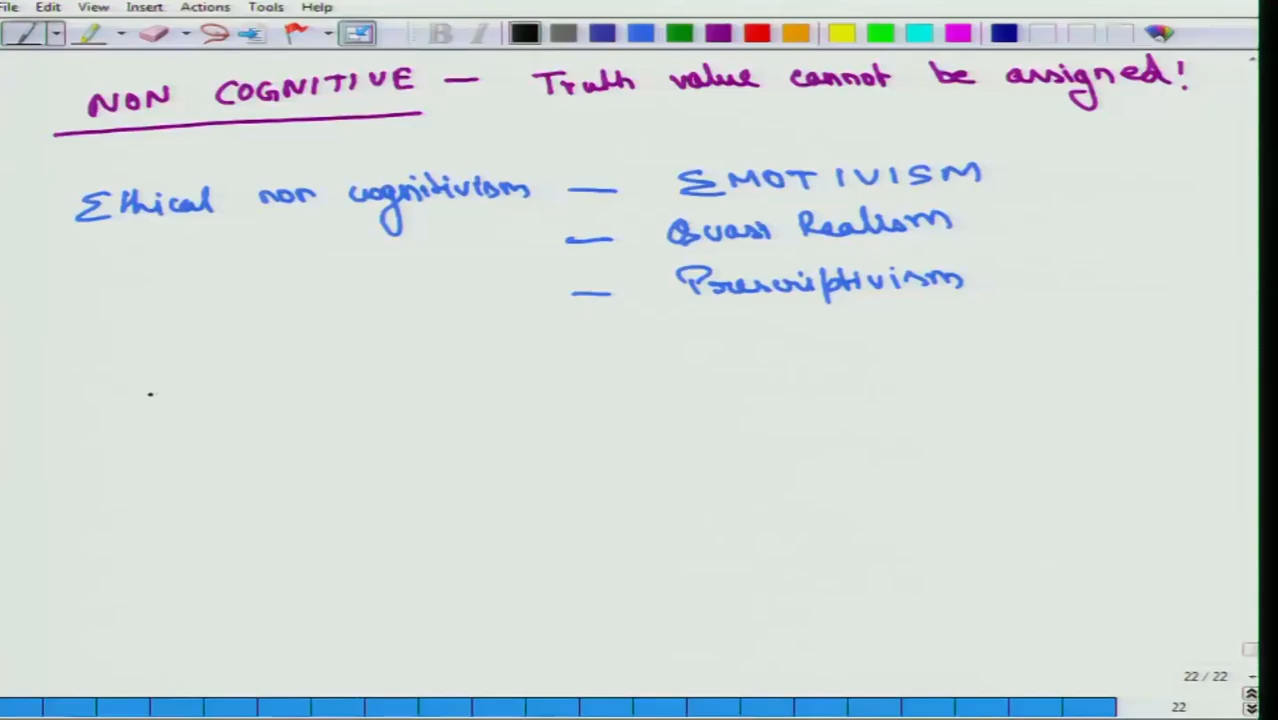 File Edit View Insert Actions Tools Help
B I
NON COGNITIVE — Truth value cannot be assigned!
Ethical non cognitivism — EMOTIVISM
— Quasi Realism
— Prescriptivism
22 / 22
22